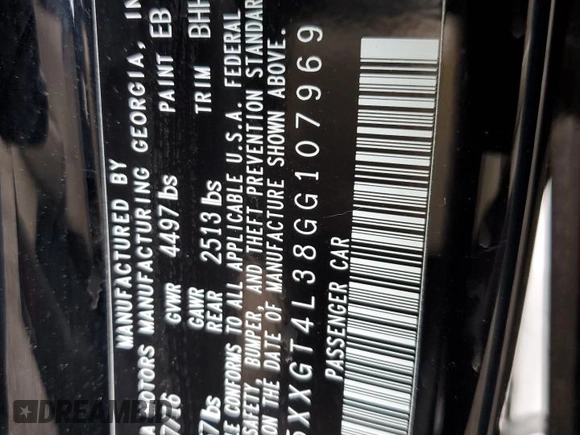 MANUFACTURED BY
MOTORS MANUFACTURING GEORGIA, IN
GVWR 4497 lbs PAINT EB
GAWR REAR 2513 lbs TRIM BHH
CONFORMS TO ALL APPLICABLE U.S.A. FEDERAL
SAFETY, BUMPER, AND THEFT PREVENTION STANDAR
ON THE DATE OF MANUFACTURE SHOWN ABOVE.
5XXGT4L38GG107969
PASSENGER CAR
DREAMBID